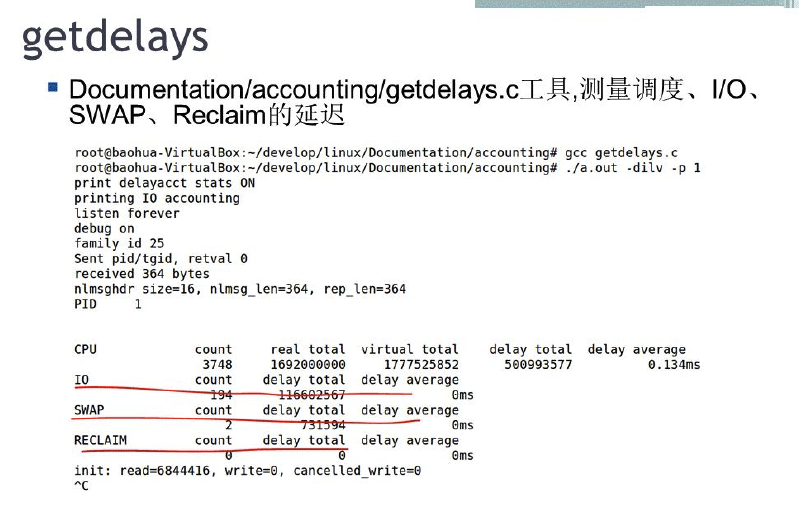 getdelays
Documentation/accounting/getdelays.c工具,测量调度、I/O、
SWAP、Reclaim的延迟
root@baohua-VirtualBox:~/develop/linux/Documentation/accounting# gcc getdelays.c
root@baohua-VirtualBox:~/develop/linux/Documentation/accounting# ./a.out -dilv -p 1
print delayacct stats ON
printing IO accounting
listen forever
debug on
family id 25
Sent pid/tgid, retval 0
received 364 bytes
nlmsghdr size=16, nlmsg_len=364, rep_len=364
PID 1
CPU count real total virtual total delay total delay average
3748 1692000000 1777525852 500993577 0.134ms
IO count delay total delay average
194 116602567 0ms
SWAP count delay total delay average
2 731594 0ms
RECLAIM count delay total delay average
0 0 0ms
init: read=6844416, write=0, cancelled_write=0
^C